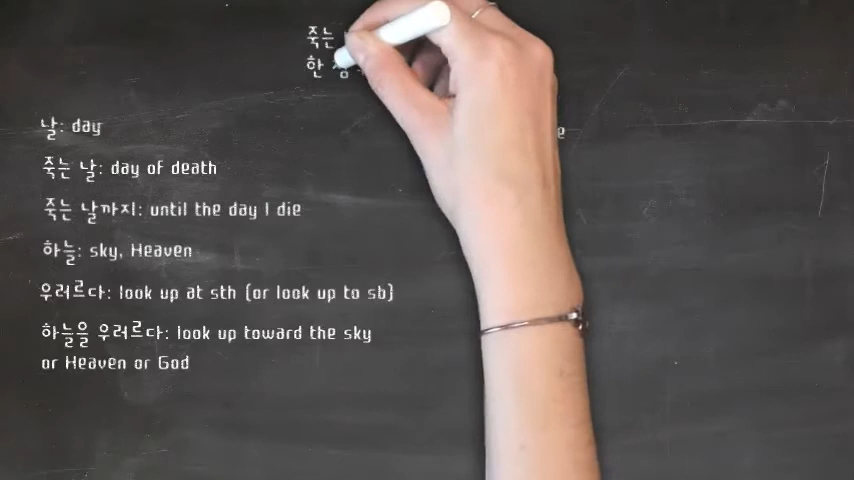 죽는
한
날: day
죽는 날: day of death
죽는 날까지: until the day I die
하늘: sky, Heaven
우러르다: look up at sth (or look up to sb)
하늘을 우러르다: look up toward the sky
or Heaven or God